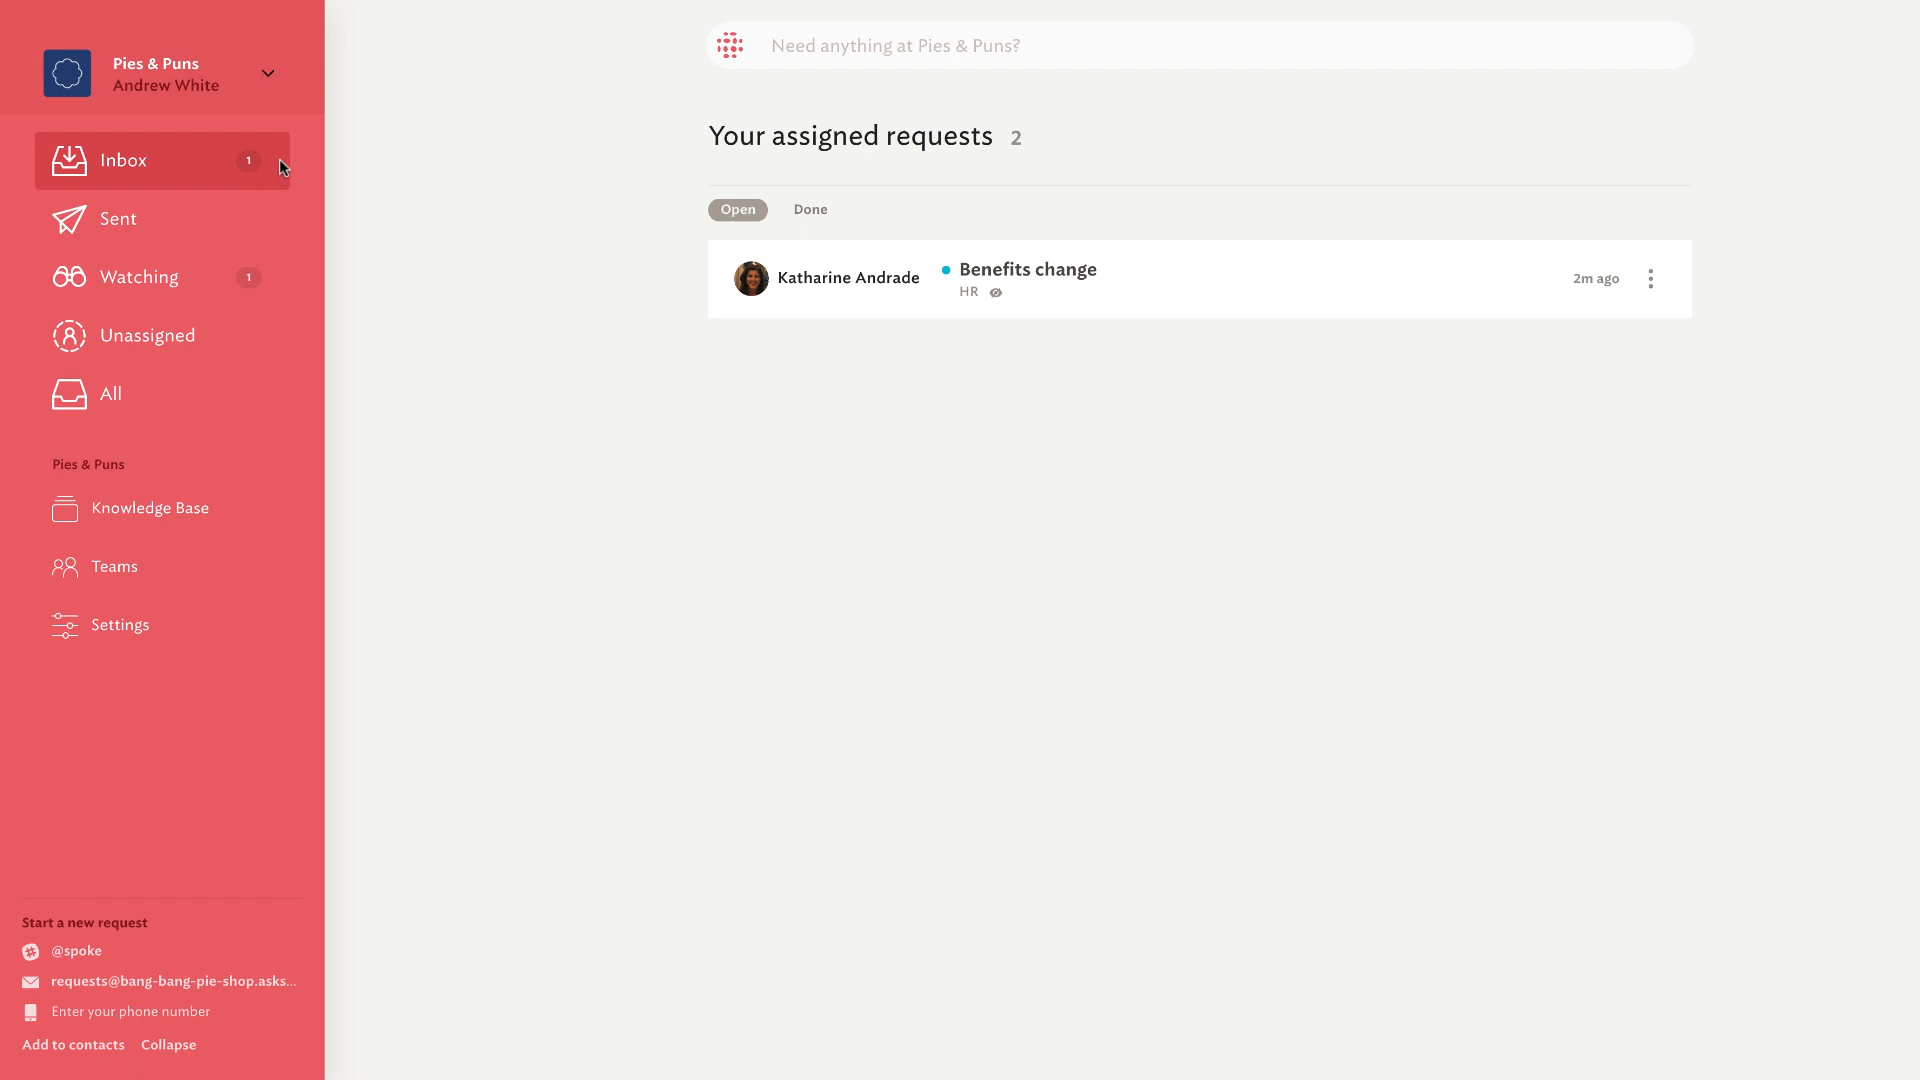 Pies & Puns
Andrew White
Inbox 1
Sent
Watching 1
Unassigned
All
Pies & Puns
Knowledge Base
Teams
Settings
Start a new request
@spoke
requests@bang-bang-pie-shop.asks...
Enter your phone number
Add to contacts Collapse
Need anything at Pies & Puns?
Your assigned requests 2
Open Done
Katharine Andrade
Benefits change
HR
2m ago